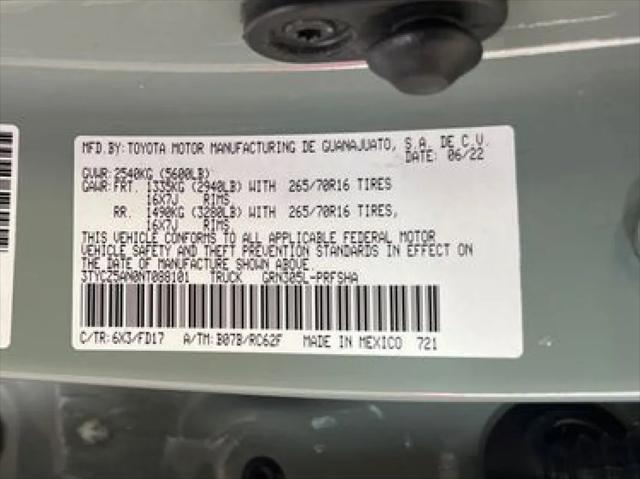 MFD. BY: TOYOTA MOTOR MANUFACTURING DE GUANAJUATO, S.A. DE C.V.
DATE: 06/22
GVWR: 2540KG (5600LB)
GAWR: FRT. 1335KG (2940LB) WITH 265/70R16 TIRES
16X7J RIMS,
RR. 1490KG (3280LB) WITH 265/70R16 TIRES,
16X7J RIMS.
THIS VEHICLE CONFORMS TO ALL APPLICABLE FEDERAL MOTOR
VEHICLE SAFETY AND THEFT PREVENTION STANDARDS IN EFFECT ON
THE DATE OF MANUFACTURE SHOWN ABOVE.
3TYCZ5AN0NT088101 TRUCK GRN305L-PRFSHA
C/TR: 6X3/FD17 A/TM: B07B/RC62F MADE IN MEXICO 721